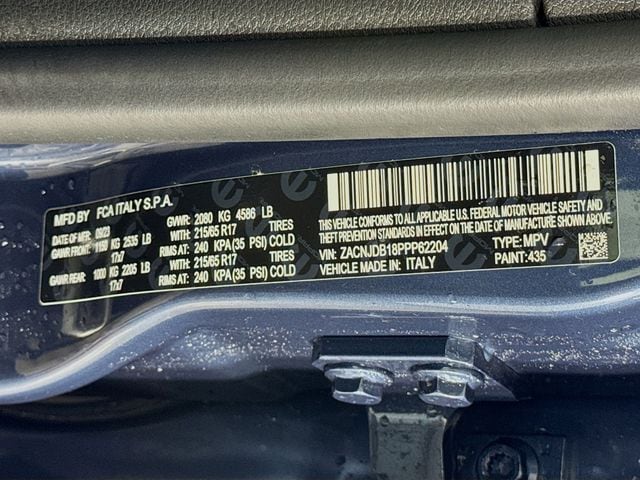 MFD BY FCA ITALY S.P.A.
DATE OF MFR 09/23 GVWR: 2080 KG 4586 LB
GAWR FRONT: 1150 KG 2535 LB TIRES 215/65 R17
17x7 RIMS AT: 240 KPA(35 PSI) COLD
GAWR REAR: 1000 KG 2205 LB TIRES 215/65 R17
17x7 RIMS AT: 240 KPA(35 PSI) COLD
THIS VEHICLE CONFORMS TO ALL APPLICABLE U.S. FEDERAL MOTOR VEHICLE SAFETY
AND THEFT PREVENTION STANDARDS IN EFFECT ON THE DATE OF MANUFACTURE SHOWN ABOVE
VIN: ZACNJDB18PPP62204 TYPE: MPV
VEHICLE MADE IN: ITALY PAINT: 435